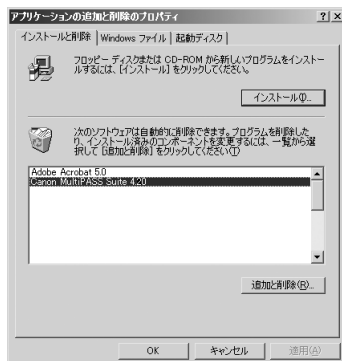 アプリケーションの追加と削除のプロパティ
インストールと削除 Windows ファイル 起動ディスク
フロッピー ディスクまたは CD-ROM から新しいプログラムをインストー
ルするには、[インストール] をクリックしてください。
インストール(I)...
次のソフトウェアは自動的に削除できます。プログラムを削除した
り、インストール済みのコンポーネントを変更するには、一覧から選
択して [追加と削除] をクリックしてください(T)
Adobe Acrobat 5.0
Canon MultiPASS Suite 4.20
追加と削除(R)...
OK キャンセル 適用(A)